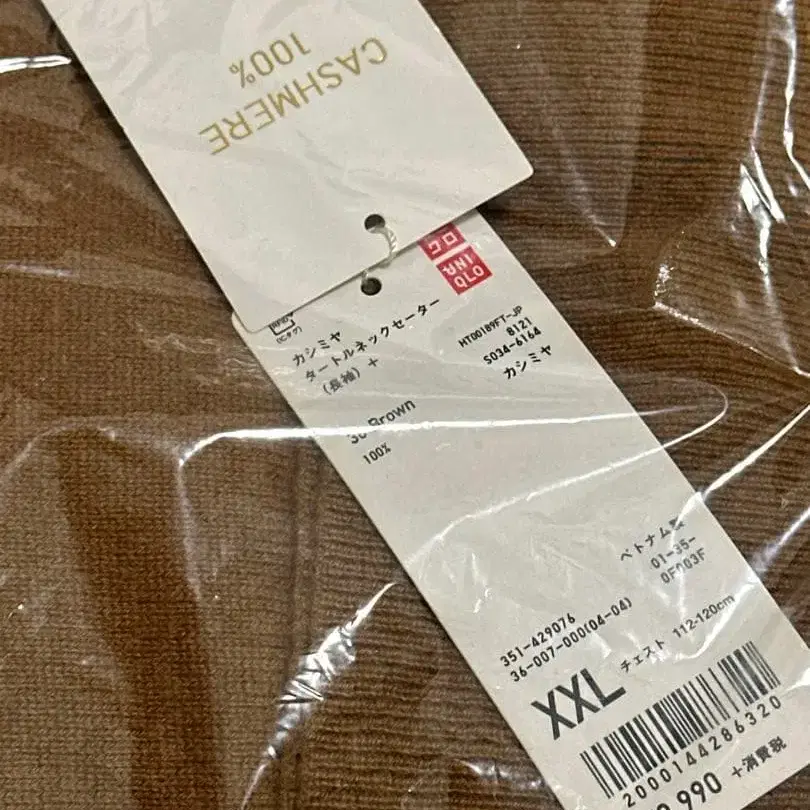 CASHMERE
100%
UNI
QLO
カシミヤ
タートルネックセーター
(長袖)+
HT00189FT-JP
8121
S034-6164
カシミヤ
Brown
100%
ベトナム製
01-35-
0F003F
351-429076
36-007-000(04-04)
XXL チェスト 112-120cm
2000144286320
990 +消費税